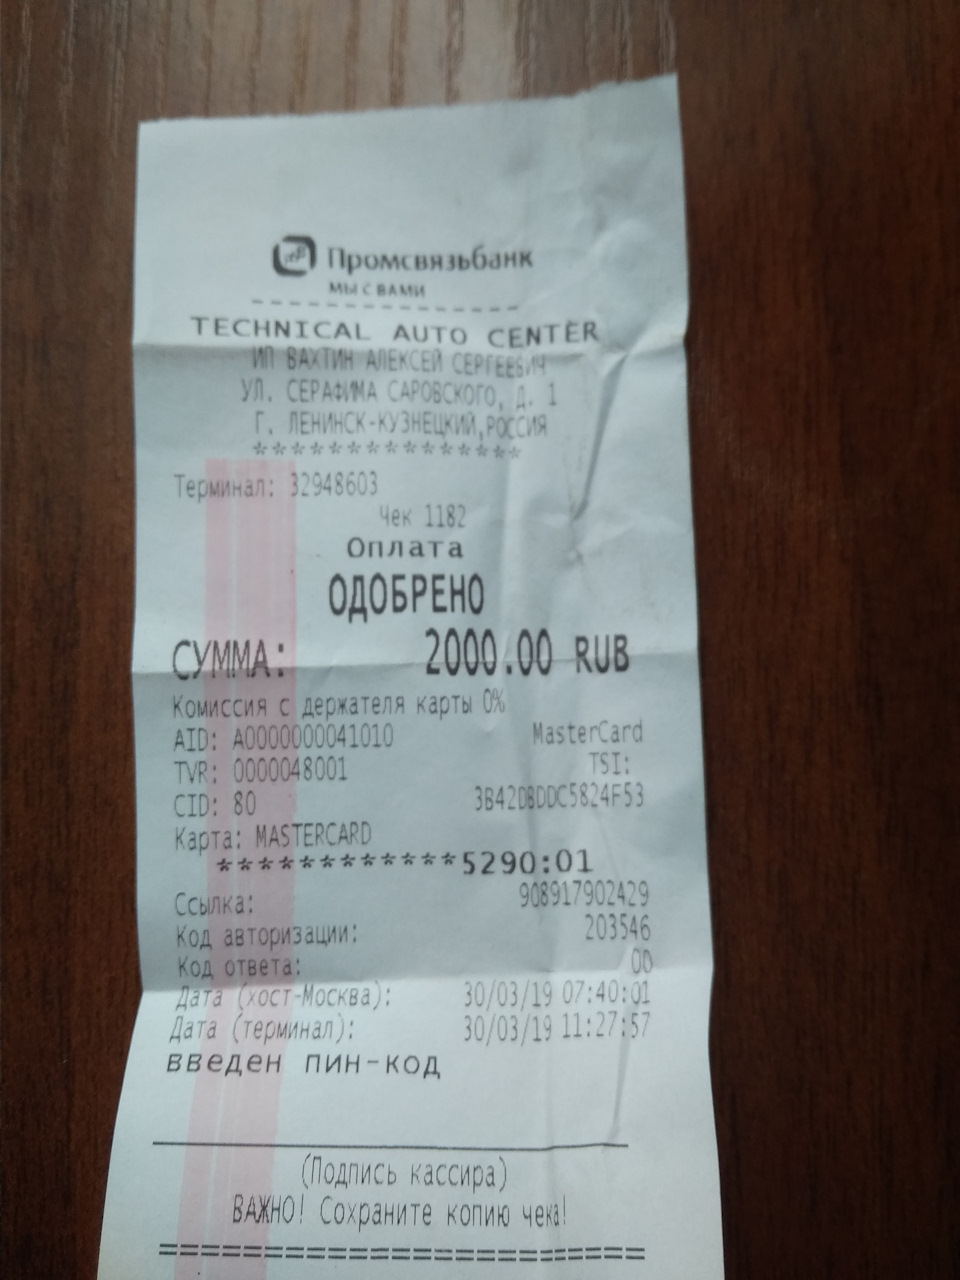 Промсвязьбанк
МЫ С ВАМИ
TECHNICAL AUTO CENTER
ИП ВАХТИН АЛЕКСЕЙ СЕРГЕЕВИЧ
УЛ. СЕРАФИМА САРОВСКОГО, Д. 1
Г. ЛЕНИНСК-КУЗНЕЦКИЙ,РОССИЯ
***************
Терминал: 32948603
Чек 1182
Оплата
ОДОБРЕНО
СУММА: 2000.00 RUB
Комиссия с держателя карты 0%
AID: A0000000041010 MasterCard
TVR: 0000048001 TSI:
CID: 80 3B42DBDDC5824F53
Карта: MASTERCARD
************5290:01
Ссылка: 908917902429
Код авторизации: 203546
Код ответа: 00
Дата (хост-Москва): 30/03/19 07:40:01
Дата (терминал): 30/03/19 11:27:57
введен ПИН-КОД
(Подпись кассира)
ВАЖНО! Сохраните копию чека!